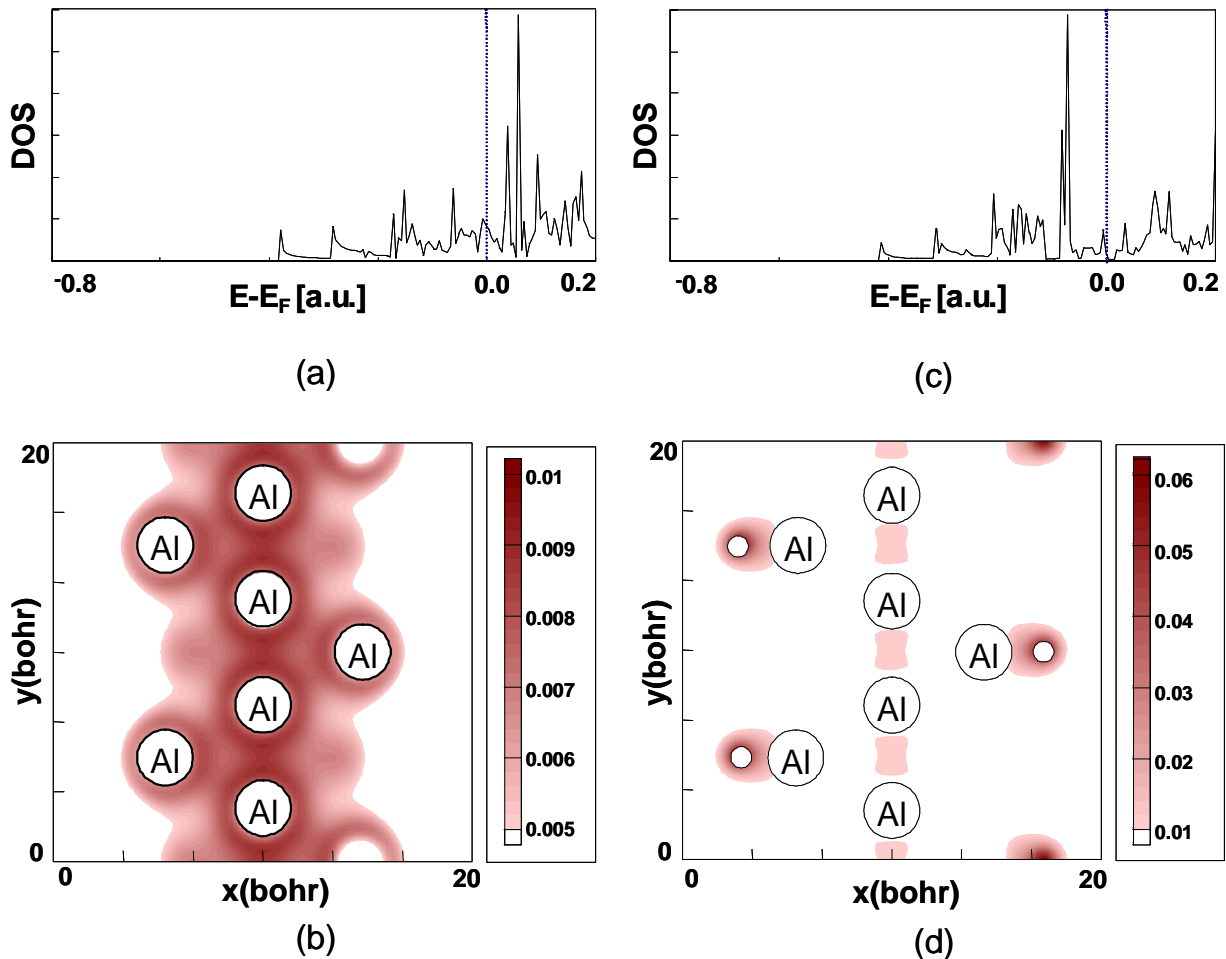 DOS
-0.8 0.0 0.2
E-EF [a.u.]
(a)
DOS
-0.8 0.0 0.2
E-EF [a.u.]
(c)
20
y(bohr)
0
Al
Al
Al
Al
Al
Al
Al
0 20
x(bohr)
0.01
0.009
0.008
0.007
0.006
0.005
(b)
20
y(bohr)
0
Al
Al
Al
Al
Al
Al
Al
0 20
x(bohr)
0.06
0.05
0.04
0.03
0.02
0.01
(d)